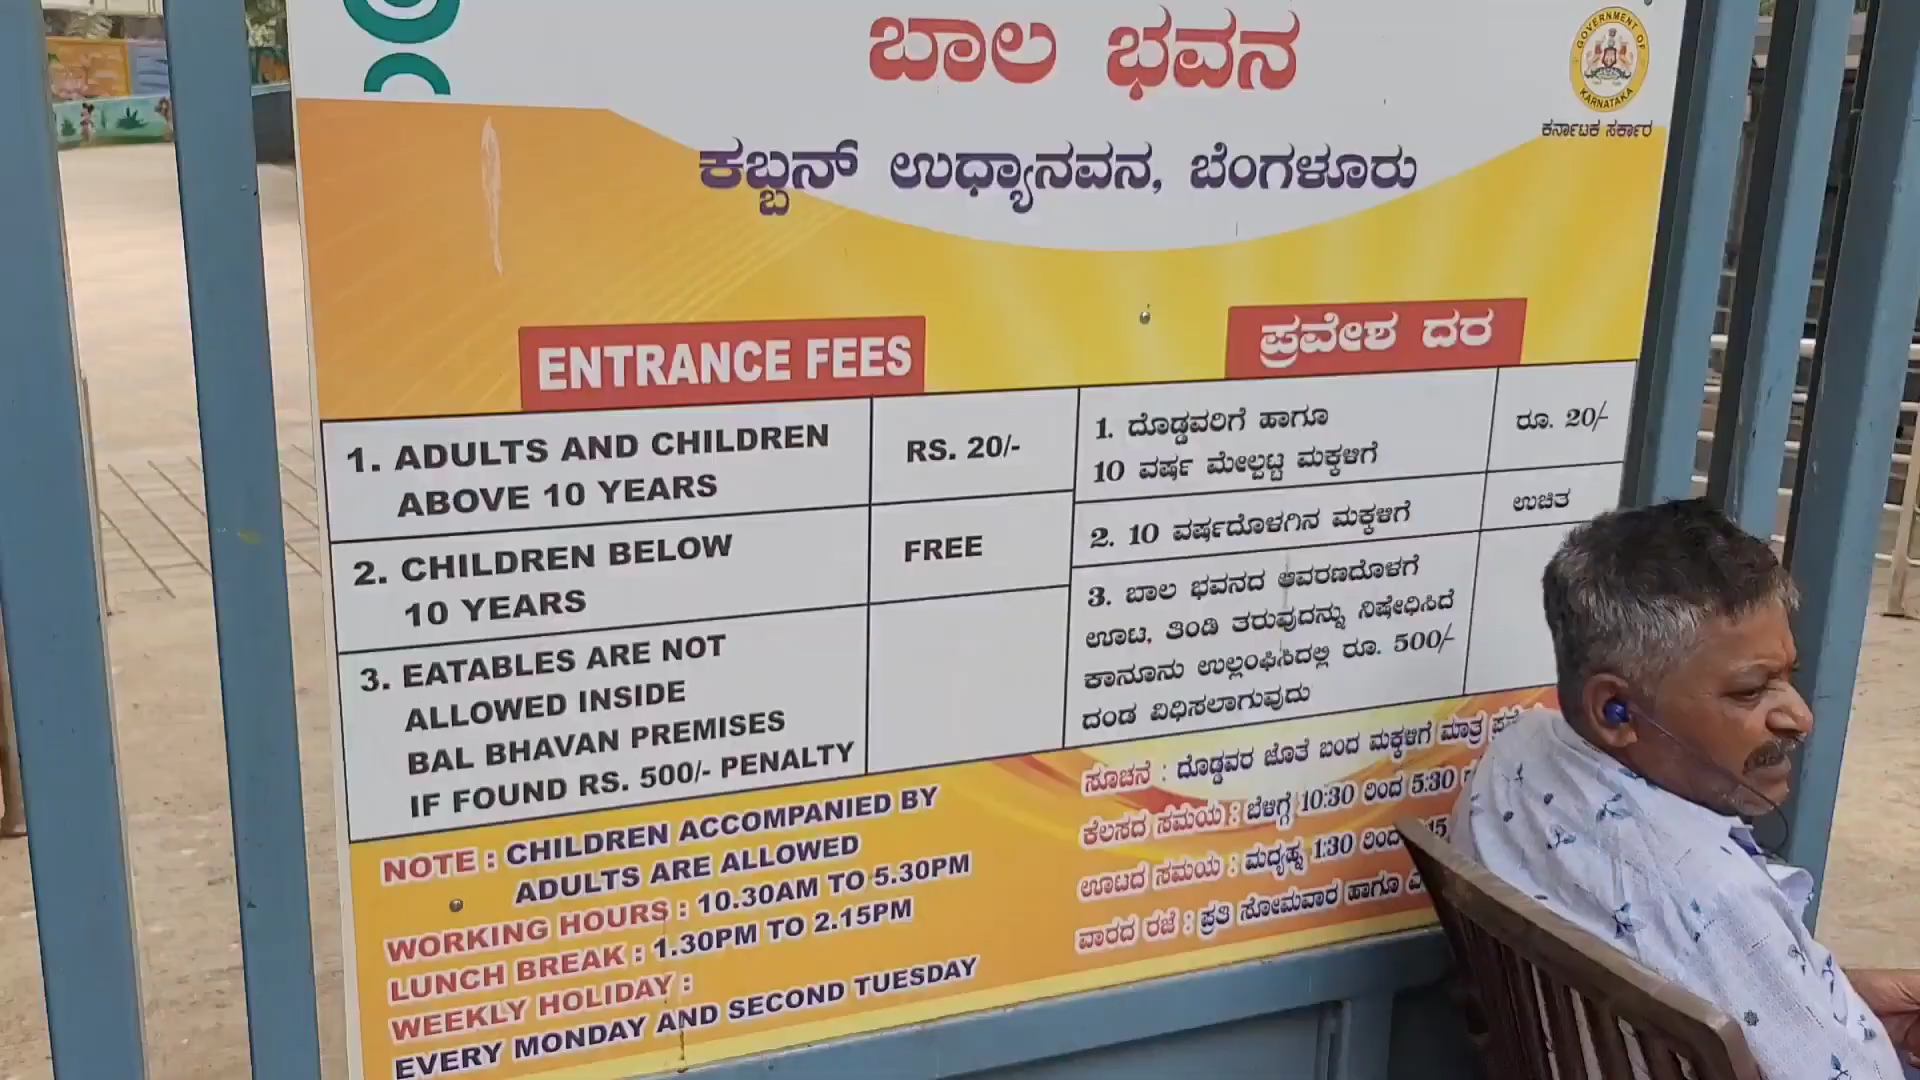 ಬಾಲ ಭವನ
GOVERNMENT OF
KARNATAKA
ಕರ್ನಾಟಕ ಸರ್ಕಾರ
ಕಬ್ಬನ್ ಉಧ್ಯಾನವನ, ಬೆಂಗಳೂರು
ENTRANCE FEES
1. ADULTS AND CHILDREN
ABOVE 10 YEARS
RS. 20/-
2. CHILDREN BELOW
10 YEARS
FREE
3. EATABLES ARE NOT
ALLOWED INSIDE
BAL BHAVAN PREMISES
IF FOUND RS. 500/- PENALTY
NOTE : CHILDREN ACCOMPANIED BY
ADULTS ARE ALLOWED
WORKING HOURS : 10.30AM TO 5.30PM
LUNCH BREAK : 1.30PM TO 2.15PM
WEEKLY HOLIDAY :
EVERY MONDAY AND SECOND TUESDAY
ಪ್ರವೇಶ ದರ
1. ದೊಡ್ಡವರಿಗೆ ಹಾಗೂ
10 ವರ್ಷ ಮೇಲ್ಪಟ್ಟ ಮಕ್ಕಳಿಗೆ
ರೂ. 20/-
2. 10 ವರ್ಷದೊಳಗಿನ ಮಕ್ಕಳಿಗೆ
ಉಚಿತ
3. ಬಾಲ ಭವನದ ಆವರಣದೊಳಗೆ
ಊಟ, ತಿಂಡಿ ತರುವುದನ್ನು ನಿಷೇಧಿಸಿದೆ
ಕಾನೂನು ಉಲ್ಲಂಘಿಸಿದಲ್ಲಿ ರೂ. 500/-
ದಂಡ ವಿಧಿಸಲಾಗುವುದು
ಸೂಚನೆ : ದೊಡ್ಡವರ ಜೊತೆ ಬಂದ ಮಕ್ಕಳಿಗೆ ಮಾತ್ರ
ಕೆಲಸದ ಸಮಯ : ಬೆಳಿಗ್ಗೆ 10:30 ರಿಂದ 5:30
ಊಟದ ಸಮಯ : ಮಧ್ಯಹ್ನ 1:30 ರಿಂದ
ವಾರದ ರಜೆ : ಪ್ರತಿ ಸೋಮವಾರ ಹಾಗೂ